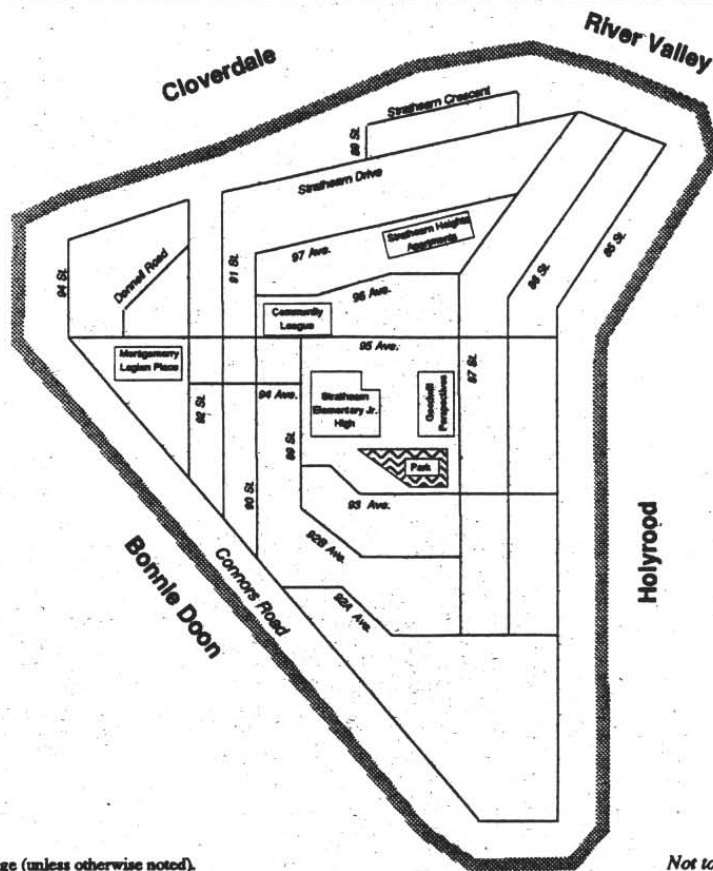 River Valley
Cloverdale
Strathearn Crescent
89 St.
Strathearn Drive
Strathearn Heights
Apartments
97 Ave.
91 St.
94 St.
Donnell Road
96 Ave.
86 St.
85 St.
Community
League
95 Ave.
Montgomerry
Legion Place
87 St.
94 Ave.
92 St.
Strathearn
Elementary Jr.
High
Goodwill
Perspectives
89 St.
Park
90 St.
93 Ave.
92B Ave.
Connors Road
Bonnie Doon
92A Ave.
Holyrood
ge (unless otherwise noted).
Not to